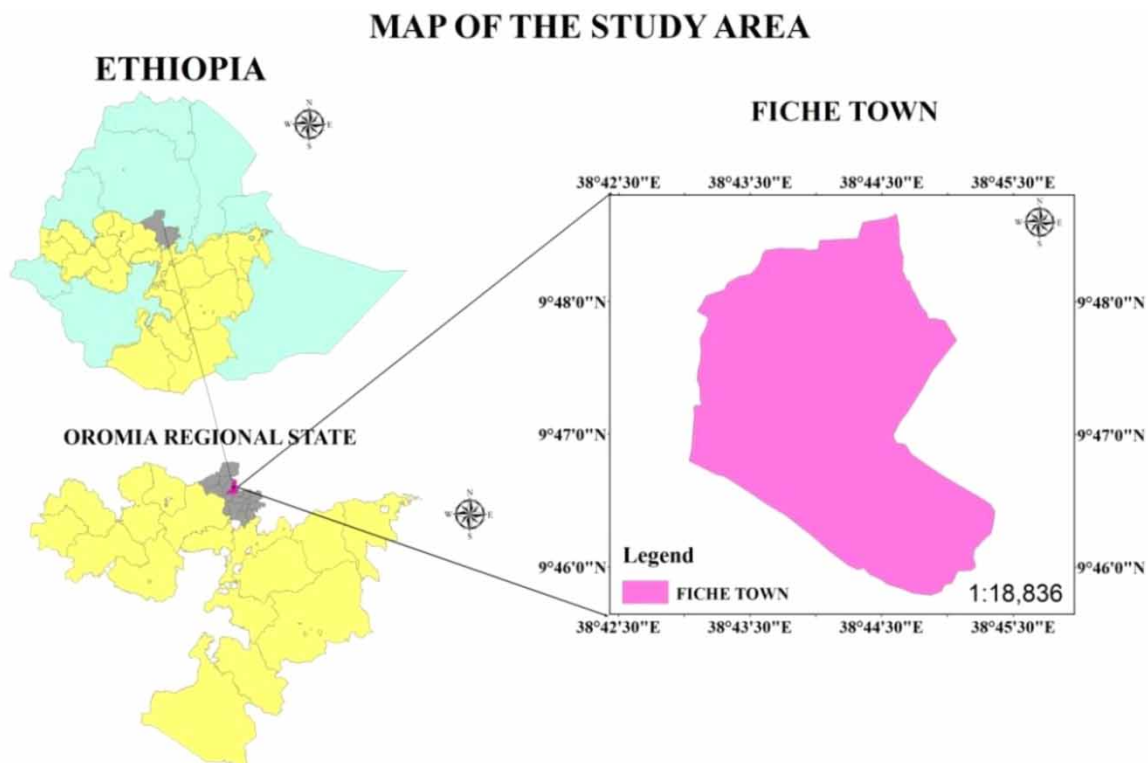 MAP OF THE STUDY AREA
ETHIOPIA
N
W E
S
FICHE TOWN
38°42'30"E 38°43'30"E 38°44'30"E 38°45'30"E
N
W E
S
9°48'0"N 9°48'0"N
9°47'0"N 9°47'0"N
9°46'0"N 9°46'0"N
Legend
FICHE TOWN
1:18,836
38°42'30"E 38°43'30"E 38°44'30"E 38°45'30"E
OROMIA REGIONAL STATE
N
W E
S